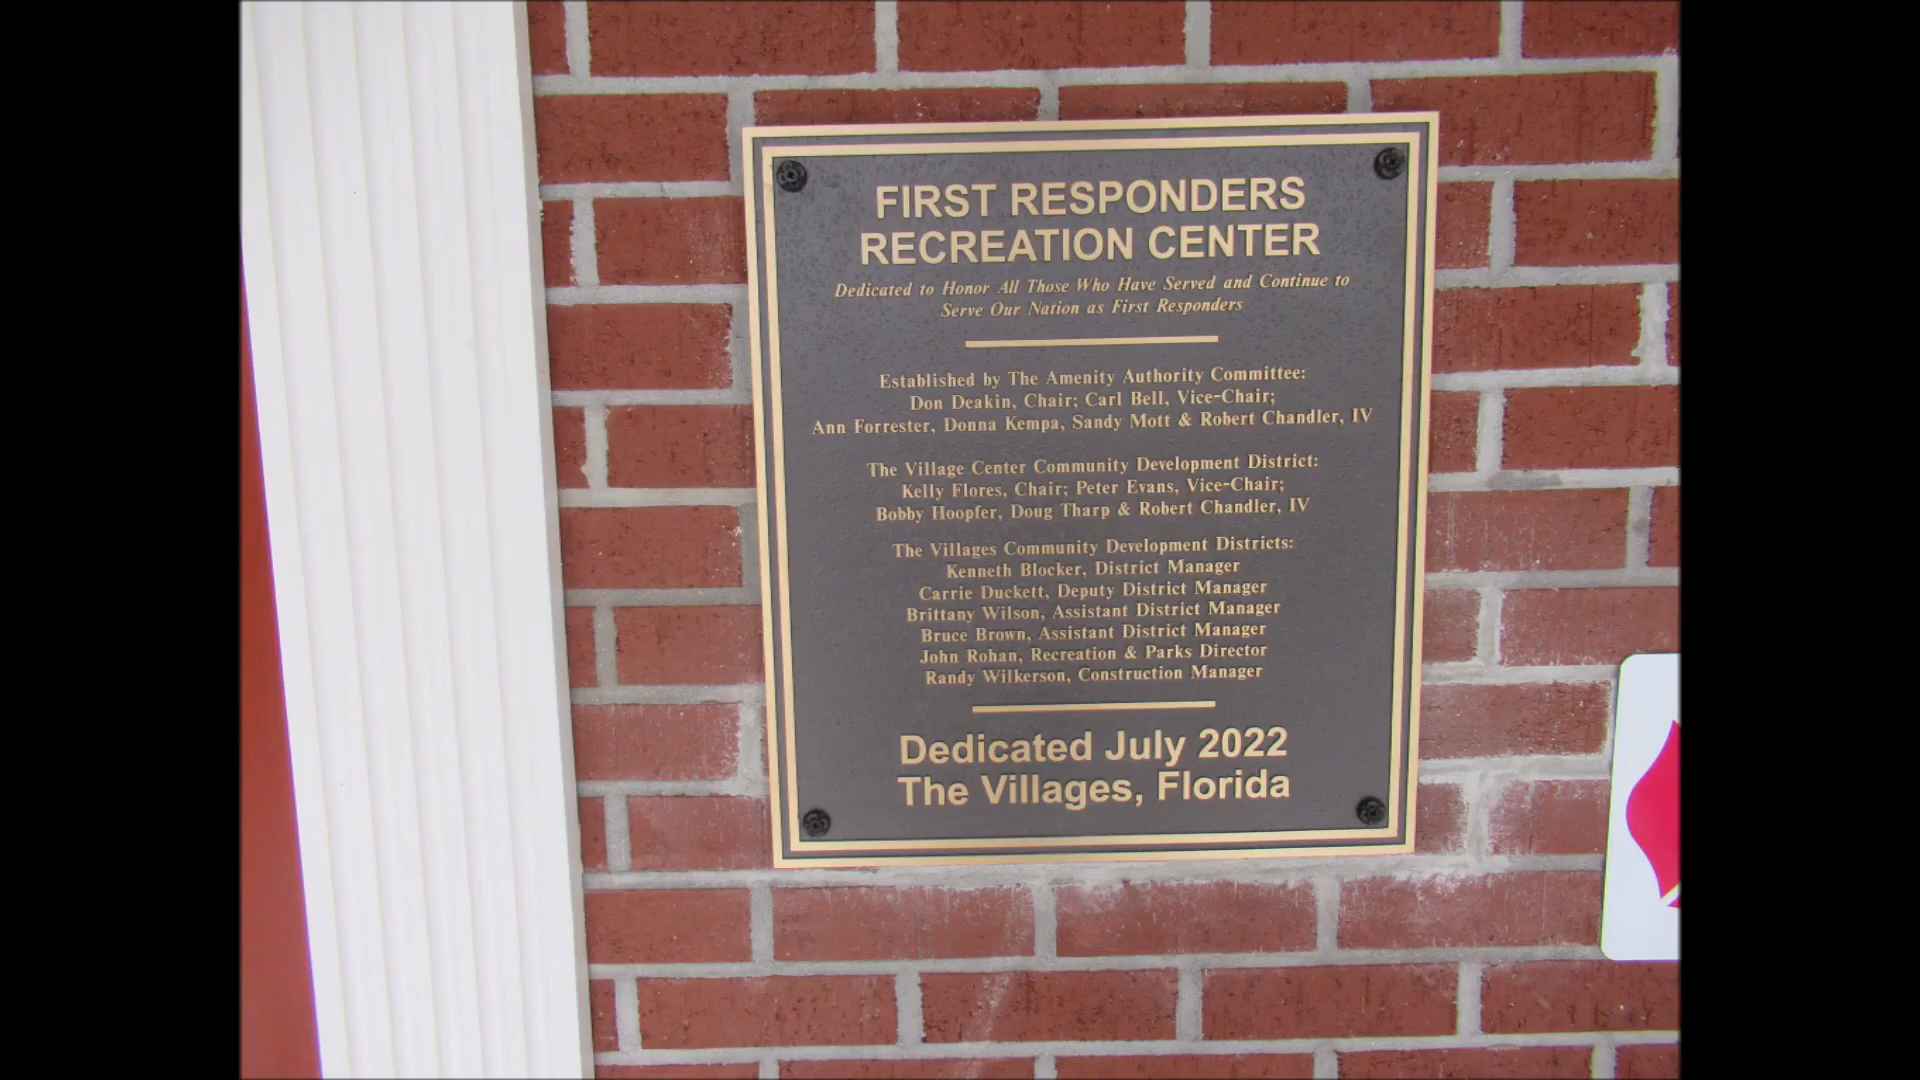 FIRST RESPONDERS
RECREATION CENTER
Dedicated to Honor All Those Who Have Served and Continue to
Serve Our Nation as First Responders
Established by The Amenity Authority Committee:
Don Deakin, Chair; Carl Bell, Vice-Chair;
Ann Forrester, Donna Kempa, Sandy Mott & Robert Chandler, IV
The Village Center Community Development District:
Kelly Flores, Chair; Peter Evans, Vice-Chair;
Bobby Hoopfer, Doug Tharp & Robert Chandler, IV
The Villages Community Development Districts:
Kenneth Blocker, District Manager
Carrie Duckett, Deputy District Manager
Brittany Wilson, Assistant District Manager
Bruce Brown, Assistant District Manager
John Rohan, Recreation & Parks Director
Randy Wilkerson, Construction Manager
Dedicated July 2022
The Villages, Florida